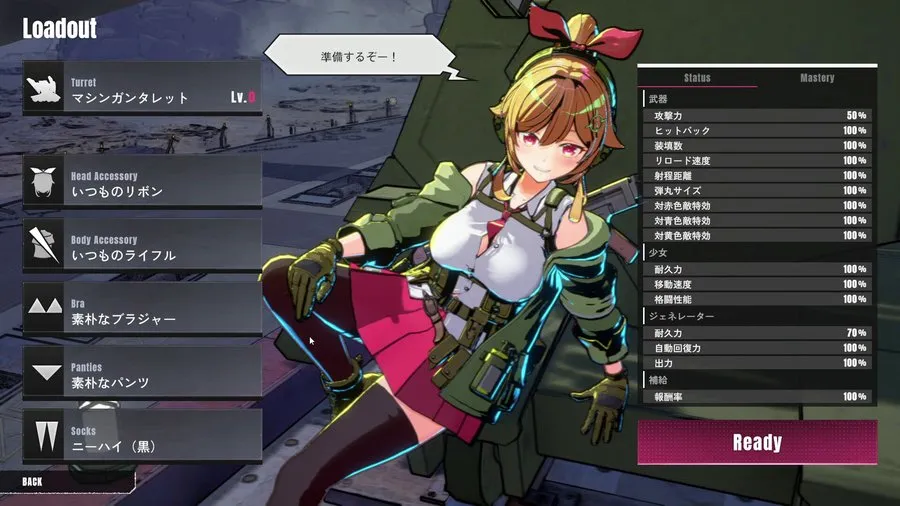 Loadout
準備するぞー！
Turret
マシンガンタレット Lv.0
Head Accessory
いつものリボン
Body Accessory
いつものライフル
Bra
素朴なブラジャー
Panties
素朴なパンツ
Socks
ニーハイ（黒）
BACK
Status Mastery
武器
攻撃力 50%
ヒットバック 100%
装填数 100%
リロード速度 100%
射程距離 100%
弾丸サイズ 100%
対赤色敵特効 100%
対青色敵特効 100%
対黄色敵特効 100%
少女
耐久力 100%
移動速度 100%
格闘性能 100%
ジェネレーター
耐久力 70%
自動回復力 100%
出力 100%
補給
報酬率 100%
Ready